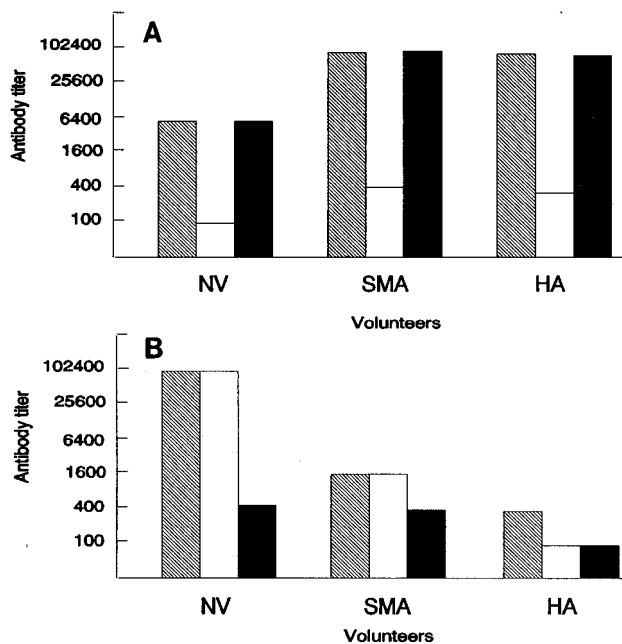 A
Antibody titer
102400
25600
6400
1600
400
100
NV SMA HA
Volunteers
B
Antibody titer
102400
25600
6400
1600
400
100
NV SMA HA
Volunteers